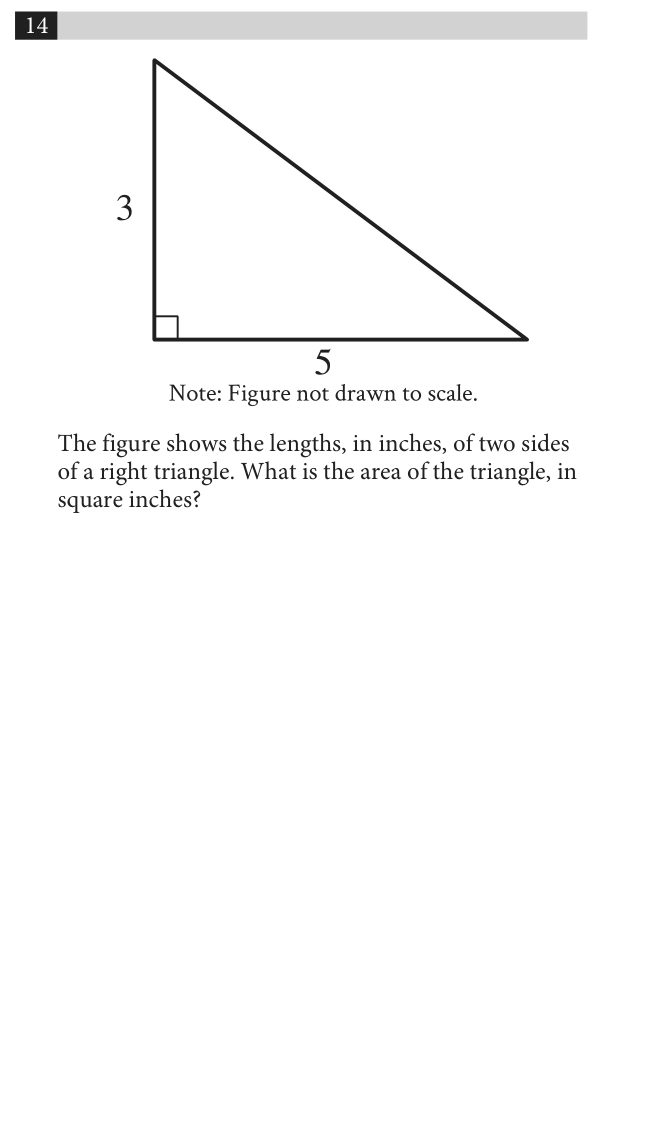 14
3
5
Note: Figure not drawn to scale.
The figure shows the lengths, in inches, of two sides
of a right triangle. What is the area of the triangle, in
square inches?